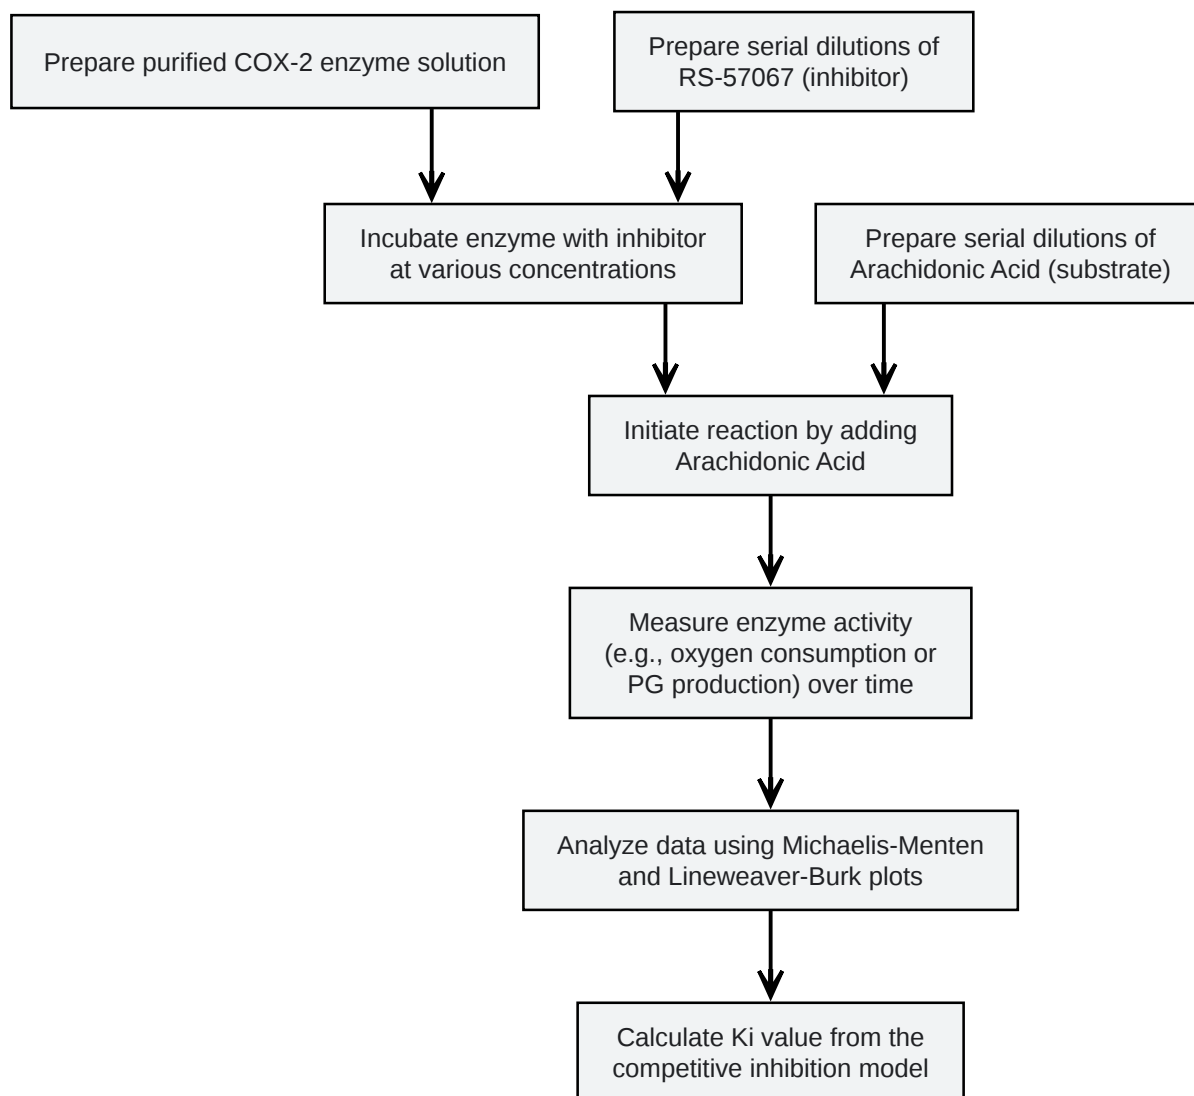 Prepare purified COX-2 enzyme solution
Prepare serial dilutions of
RS-57067 (inhibitor)
Incubate enzyme with inhibitor
at various concentrations
Prepare serial dilutions of
Arachidonic Acid (substrate)
Initiate reaction by adding
Arachidonic Acid
Measure enzyme activity
(e.g., oxygen consumption or
PG production) over time
Analyze data using Michaelis-Menten
and Lineweaver-Burk plots
Calculate Ki value from the
competitive inhibition model